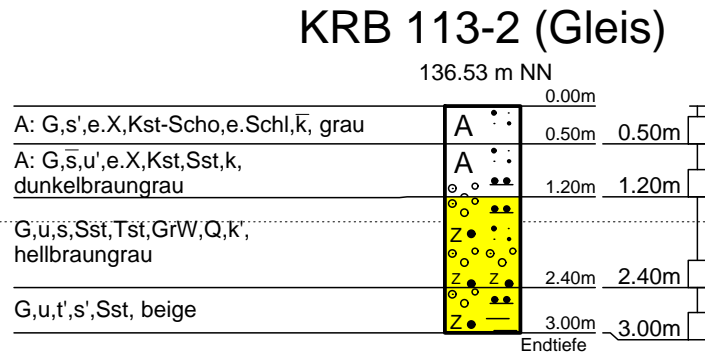 KRB 113-2 (Gleis)
136.53 m NN
0.00m
A: G,s',e.X,Kst-Scho,e.Schl,k̅, grau
A
0.50m 0.50m
A: G,s̅,u',e.X,Kst,Sst,k,
dunkelbraungrau
A
1.20m 1.20m
G,u,s,Sst,Tst,GrW,Q,k',
hellbraungrau
Z
Z Z
2.40m 2.40m
G,u,t',s',Sst, beige
Z
3.00m 3.00m
Endtiefe